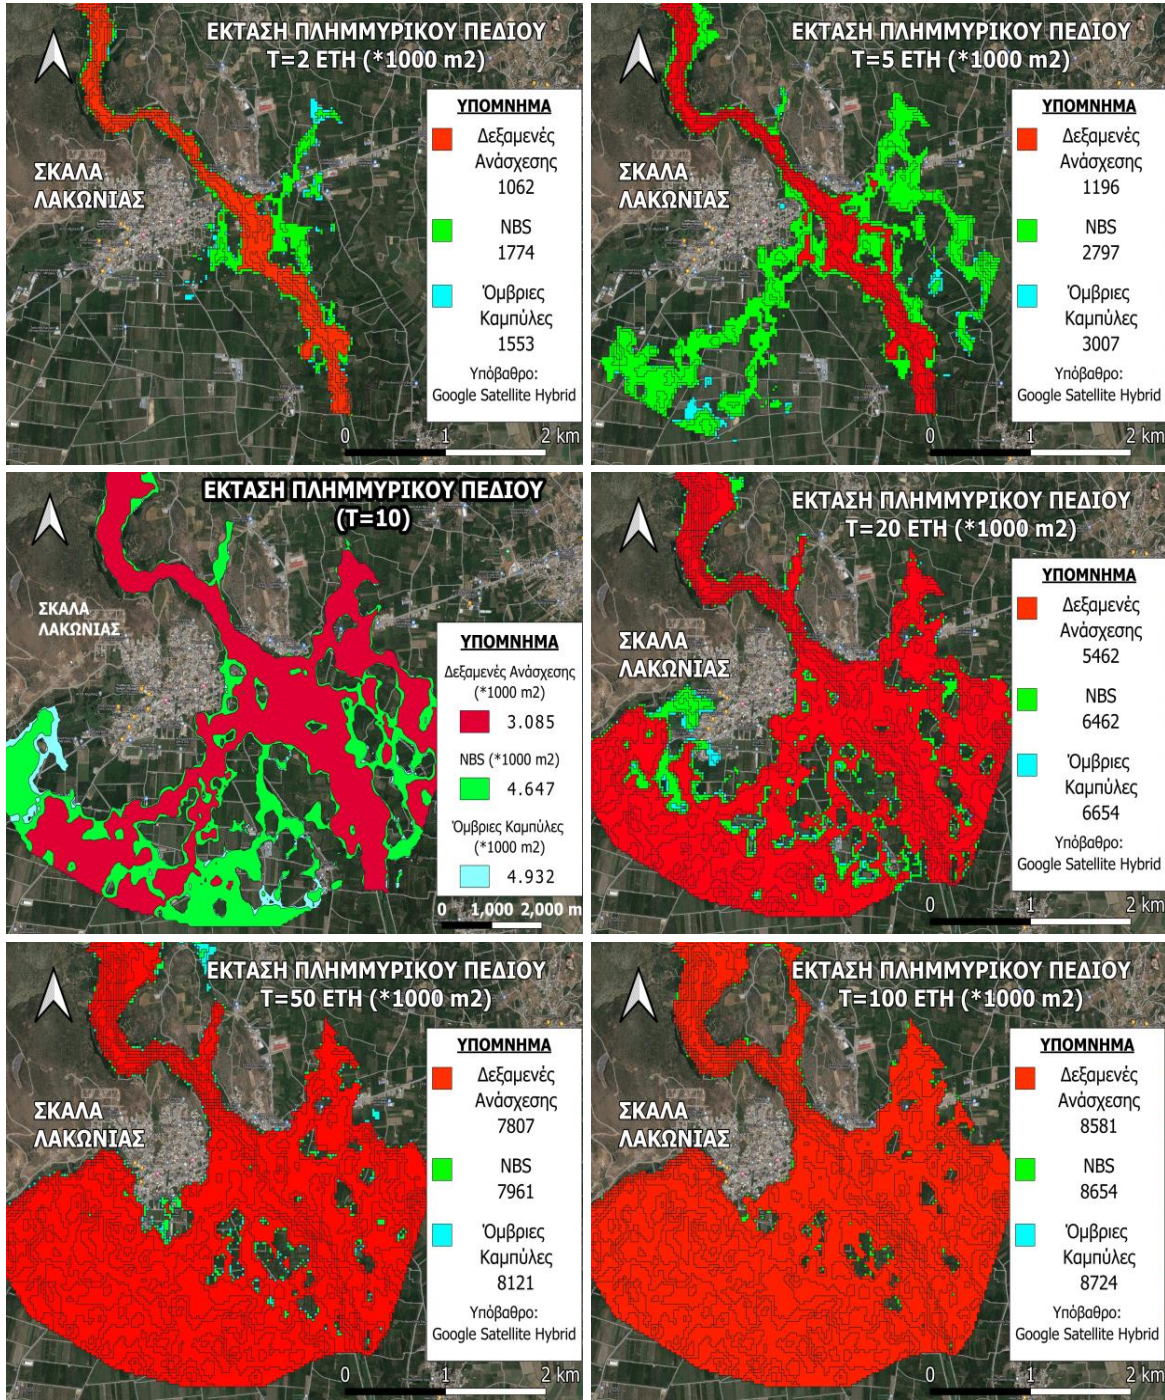 ΕΚΤΑΣΗ ΠΛΗΜΜΥΡΙΚΟΥ ΠΕΔΙΟΥ
Τ=2 ΕΤΗ (*1000 m2)
ΣΚΑΛΑ
ΛΑΚΩΝΙΑΣ
ΥΠΟΜΝΗΜΑ
Δεξαμενές
Ανάσχεσης
1062
NBS
1774
Όμβριες
Καμπύλες
1553
Υπόβαθρο:
Google Satellite Hybrid
0 1 2 km
ΕΚΤΑΣΗ ΠΛΗΜΜΥΡΙΚΟΥ ΠΕΔΙΟΥ
Τ=5 ΕΤΗ (*1000 m2)
ΣΚΑΛΑ
ΛΑΚΩΝΙΑΣ
ΥΠΟΜΝΗΜΑ
Δεξαμενές
Ανάσχεσης
1196
NBS
2797
Όμβριες
Καμπύλες
3007
Υπόβαθρο:
Google Satellite Hybrid
0 1 2 km
ΕΚΤΑΣΗ ΠΛΗΜΜΥΡΙΚΟΥ ΠΕΔΙΟΥ
(Τ=10)
ΣΚΑΛΑ
ΛΑΚΩΝΙΑΣ
ΥΠΟΜΝΗΜΑ
Δεξαμενές Ανάσχεσης
(*1000 m2)
3.085
NBS (*1000 m2)
4.647
Όμβριες Καμπύλες
(*1000 m2)
4.932
0 1,000 2,000 m
ΕΚΤΑΣΗ ΠΛΗΜΜΥΡΙΚΟΥ ΠΕΔΙΟΥ
Τ=20 ΕΤΗ (*1000 m2)
ΣΚΑΛΑ
ΛΑΚΩΝΙΑΣ
ΥΠΟΜΝΗΜΑ
Δεξαμενές
Ανάσχεσης
5462
NBS
6462
Όμβριες
Καμπύλες
6654
Υπόβαθρο:
Google Satellite Hybrid
0 1 2 km
ΕΚΤΑΣΗ ΠΛΗΜΜΥΡΙΚΟΥ ΠΕΔΙΟΥ
Τ=50 ΕΤΗ (*1000 m2)
ΣΚΑΛΑ
ΛΑΚΩΝΙΑΣ
ΥΠΟΜΝΗΜΑ
Δεξαμενές
Ανάσχεσης
7807
NBS
7961
Όμβριες
Καμπύλες
8121
Υπόβαθρο:
Google Satellite Hybrid
0 1 2 km
ΕΚΤΑΣΗ ΠΛΗΜΜΥΡΙΚΟΥ ΠΕΔΙΟΥ
Τ=100 ΕΤΗ (*1000 m2)
ΣΚΑΛΑ
ΛΑΚΩΝΙΑΣ
ΥΠΟΜΝΗΜΑ
Δεξαμενές
Ανάσχεσης
8581
NBS
8654
Όμβριες
Καμπύλες
8724
Υπόβαθρο:
Google Satellite Hybrid
0 1 2 km